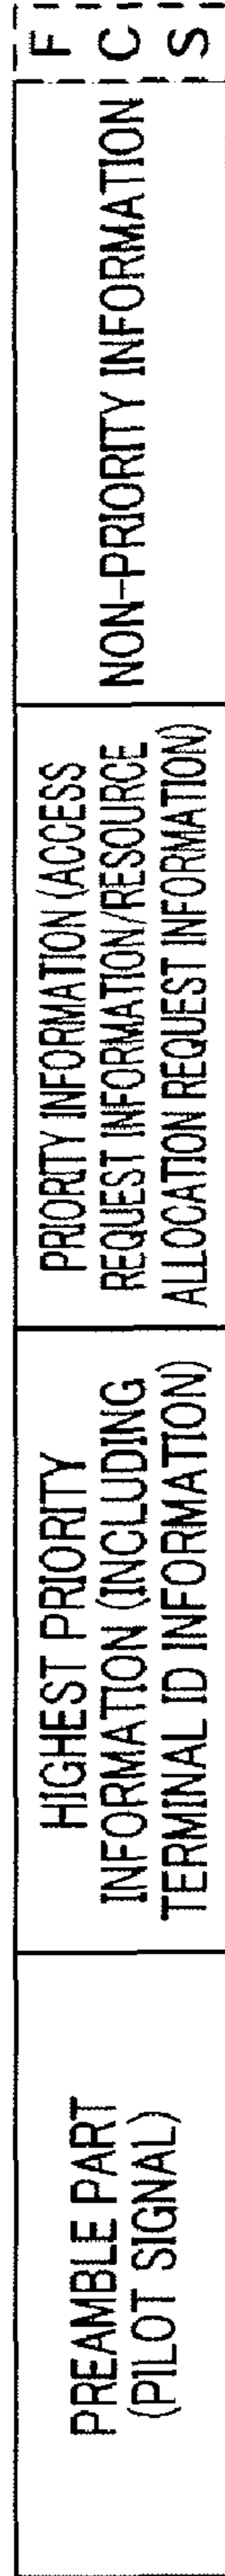 PREAMBLE PART
(PILOT SIGNAL)
HIGHEST PRIORITY
INFORMATION (INCLUDING
TERMINAL ID INFORMATION)
PRIORITY INFORMATION (ACCESS
REQUEST INFORMATION/RESOURCE
ALLOCATION REQUEST INFORMATION)
NON-PRIORITY INFORMATION
F
C
S